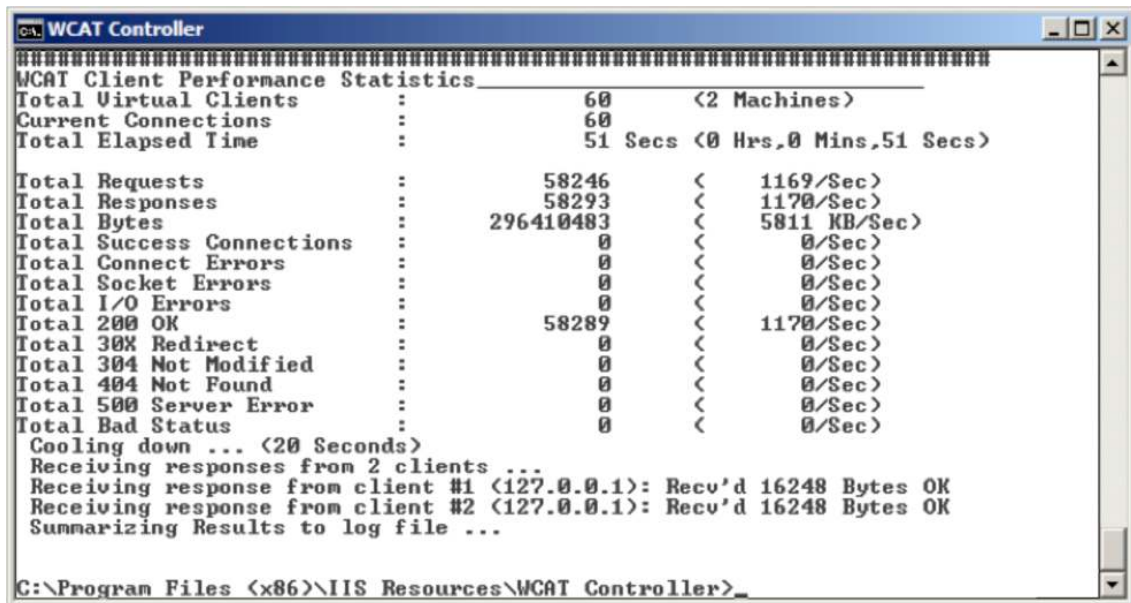 WCAT Controller
################################################################################
WCAT Client Performance Statistics_______________________________________
Total Virtual Clients : 60 (2 Machines)
Current Connections : 60
Total Elapsed Time : 51 Secs (0 Hrs,0 Mins,51 Secs)
Total Requests : 58246 ( 1169/Sec)
Total Responses : 58293 ( 1170/Sec)
Total Bytes : 296410483 ( 5811 KB/Sec)
Total Success Connections : 0 ( 0/Sec)
Total Connect Errors : 0 ( 0/Sec)
Total Socket Errors : 0 ( 0/Sec)
Total I/O Errors : 0 ( 0/Sec)
Total 200 OK : 58289 ( 1170/Sec)
Total 30X Redirect : 0 ( 0/Sec)
Total 304 Not Modified : 0 ( 0/Sec)
Total 404 Not Found : 0 ( 0/Sec)
Total 500 Server Error : 0 ( 0/Sec)
Total Bad Status : 0 ( 0/Sec)
Cooling down ... (20 Seconds)
Receiving responses from 2 clients ...
Receiving response from client #1 (127.0.0.1): Recv'd 16248 Bytes OK
Receiving response from client #2 (127.0.0.1): Recv'd 16248 Bytes OK
Summarizing Results to log file ...
C:\Program Files (x86)\IIS Resources\WCAT Controller>_